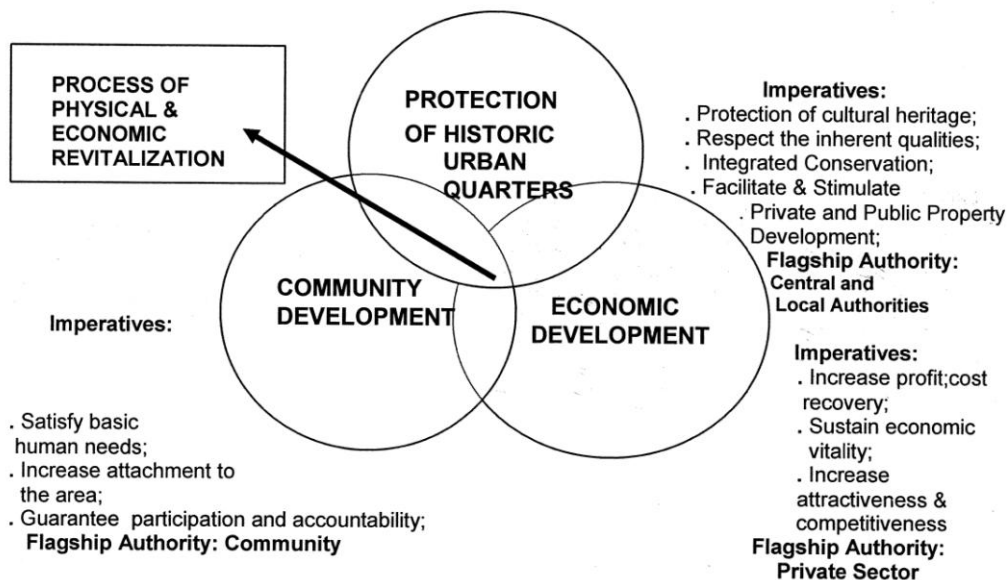 PROCESS OF
PHYSICAL &
ECONOMIC
REVITALIZATION
PROTECTION
OF HISTORIC
URBAN
QUARTERS
Imperatives:
. Protection of cultural heritage;
. Respect the inherent qualities;
. Integrated Conservation;
. Facilitate & Stimulate
. Private and Public Property
Development;
Flagship Authority:
Central and
Local Authorities
COMMUNITY
DEVELOPMENT
ECONOMIC
DEVELOPMENT
Imperatives:
. Satisfy basic
human needs;
. Increase attachment to
the area;
. Guarantee participation and accountability;
Flagship Authority: Community
Imperatives:
. Increase profit;cost
recovery;
. Sustain economic
vitality;
. Increase
attractiveness &
competitiveness
Flagship Authority:
Private Sector